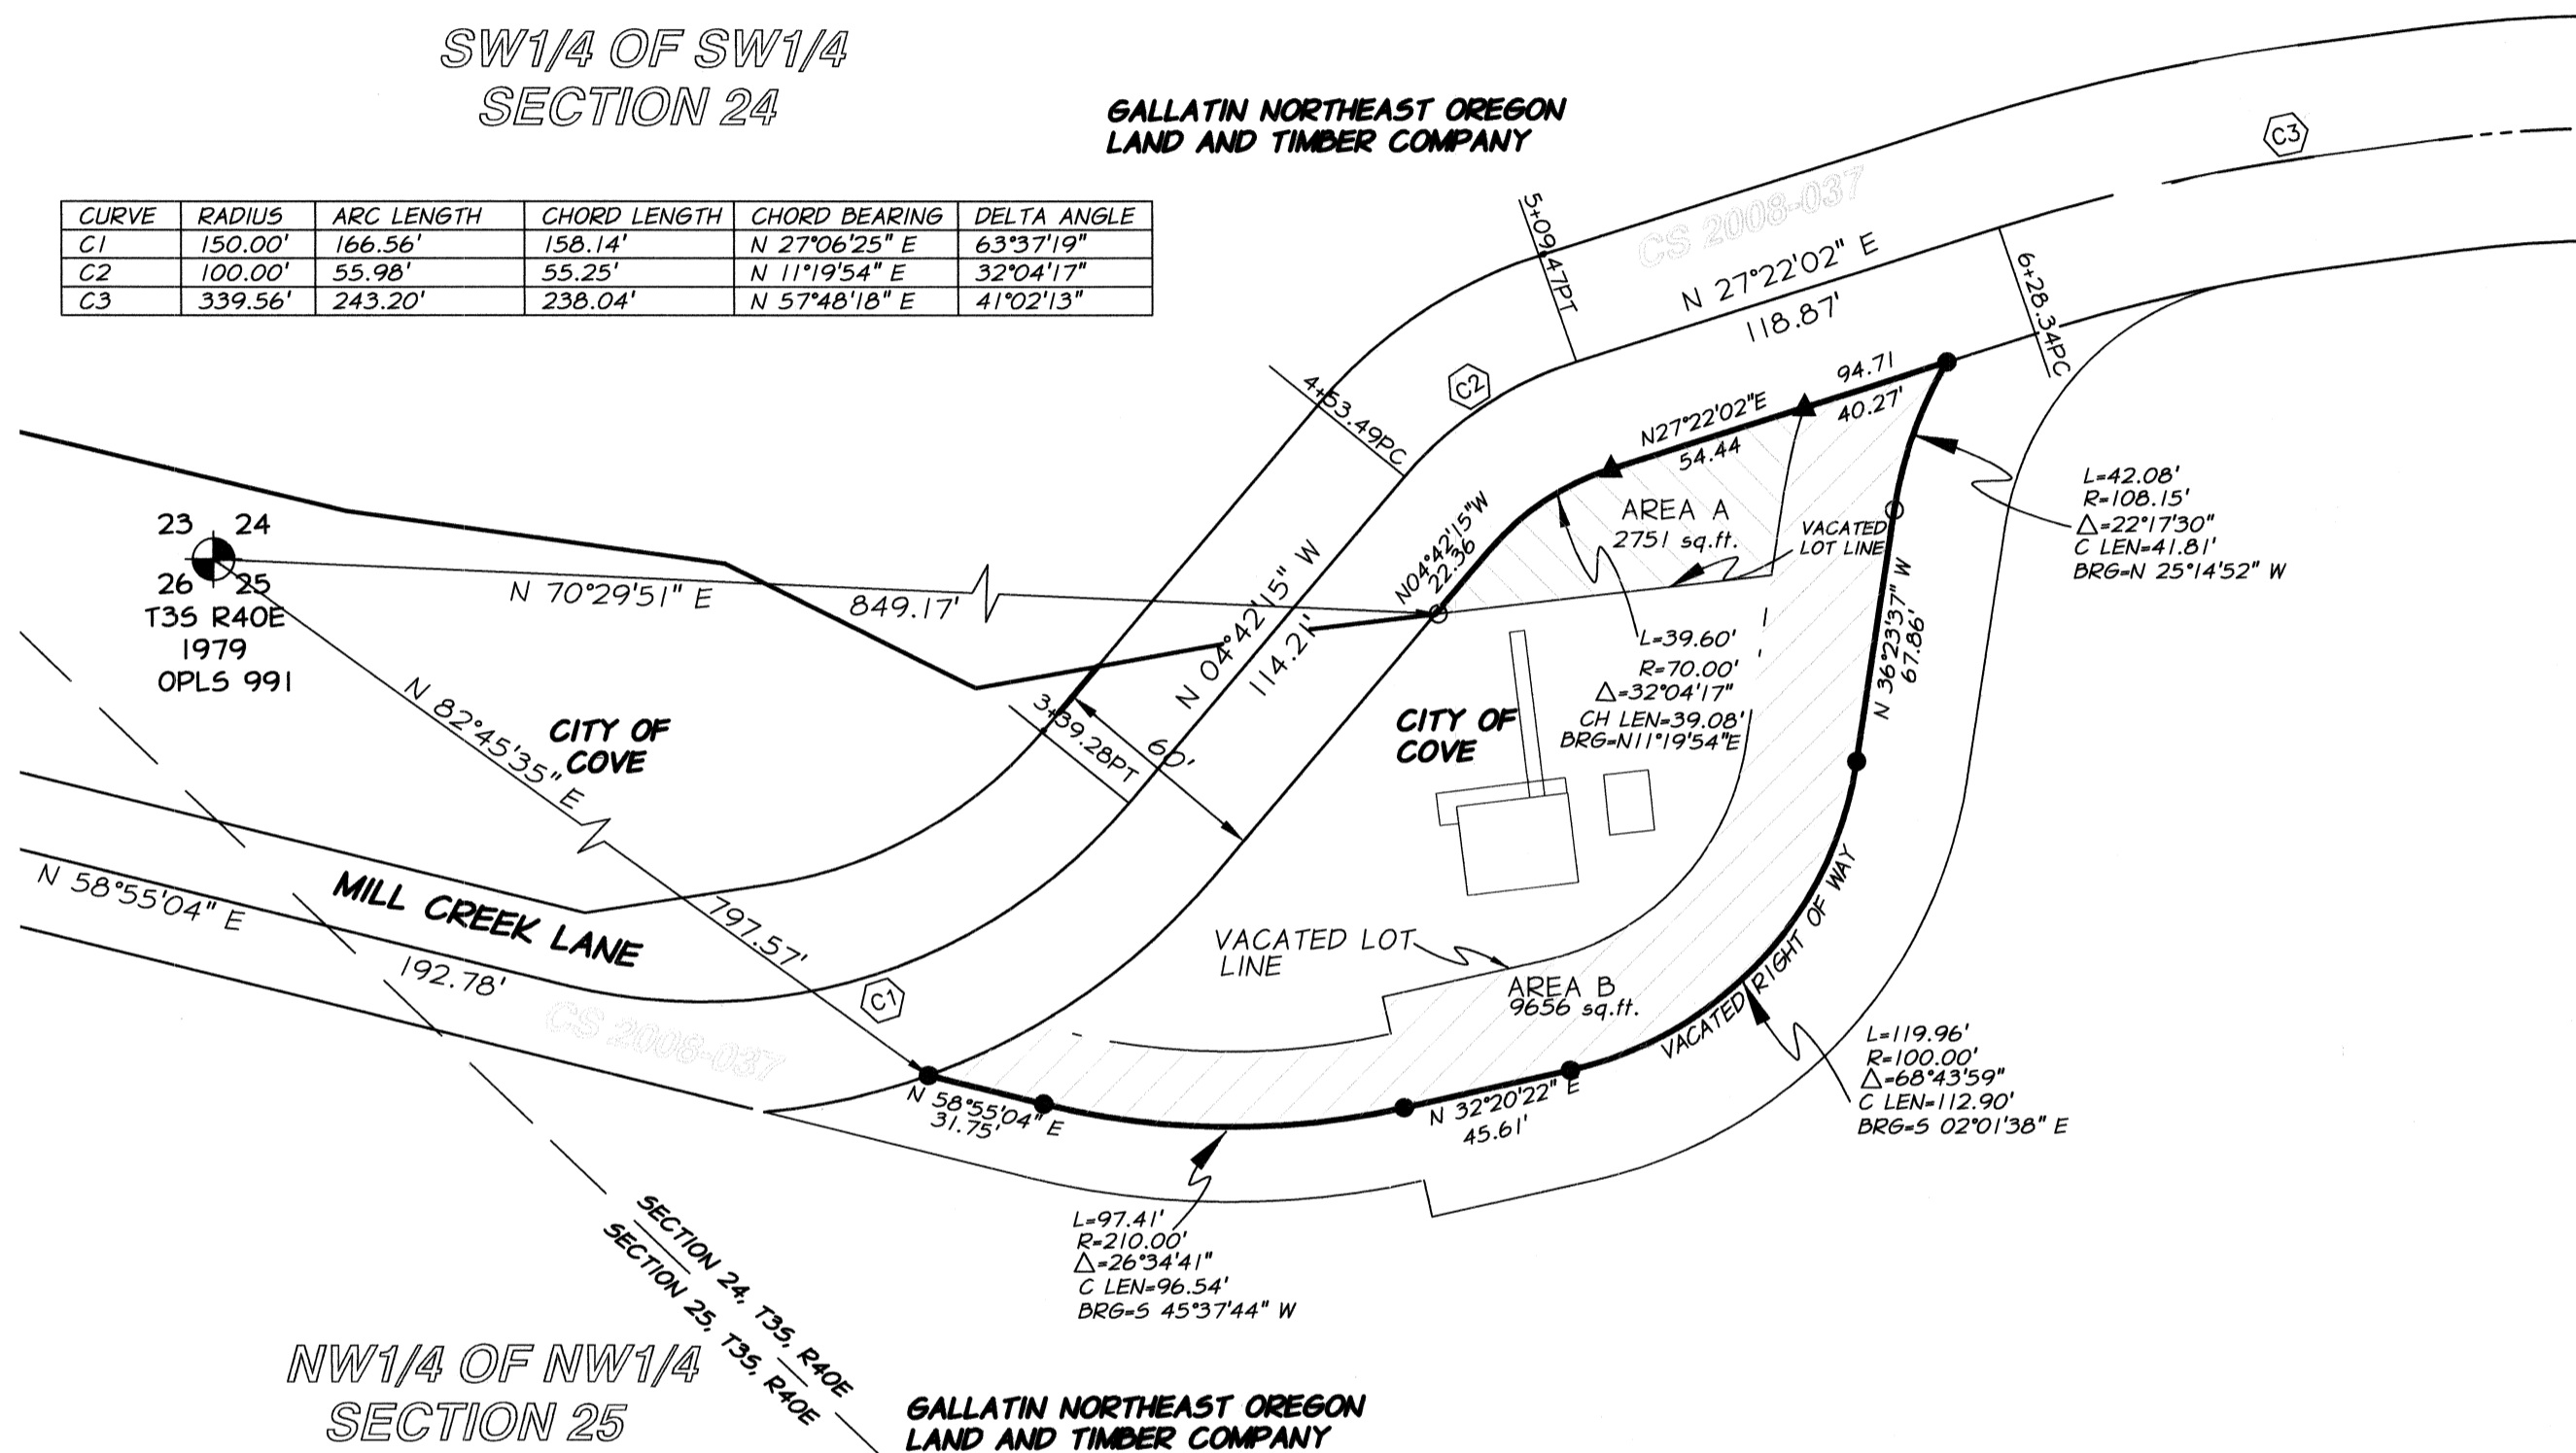 SW1/4 OF SW1/4
SECTION 24
GALLATIN NORTHEAST OREGON
LAND AND TIMBER COMPANY
CURVE RADIUS ARC LENGTH CHORD LENGTH CHORD BEARING DELTA ANGLE
C1 150.00' 166.56' 158.14' N 27°06'25" E 63°37'19"
C2 100.00' 55.98' 55.25' N 11°19'54" E 32°04'17"
C3 339.56' 243.20' 238.04' N 57°48'18" E 41°02'13"
C3
CS 2008-037
5+09.47PT
N 27°22'02" E
118.87'
6+28.34PC
C2
4+53.49PC
94.71
40.27'
N27°22'02"E
54.44
L=42.08'
R=108.15'
△=22°17'30"
C LEN=41.81'
BRG=N 25°14'52" W
AREA A
2751 sq.ft.
VACATED
LOT LINE
N04°42'15"W
22.36
23 24
26 25
T3S R40E
1979
OPLS 991
N 70°29'51" E
849.17'
N 04°42'15" W
114.21'
N 82°45'35" E
797.57'
CITY OF
COVE
3+39.28PT
60'
CITY OF
COVE
L=39.60'
R=70.00'
△=32°04'17"
CH LEN=39.08'
BRG=N11°19'54"E
N 36°23'37" W
67.86'
N 58°55'04" E
192.78'
MILL CREEK LANE
CS 2008-037
C1
VACATED LOT
LINE
AREA B
9656 sq.ft.
VACATED RIGHT OF WAY
L=119.96'
R=100.00'
△=68°43'59"
C LEN=112.90'
BRG=S 02°01'38" E
N 58°55'04" E
31.75'
N 32°20'22" E
45.61'
L=97.41'
R=210.00'
△=26°34'41"
C LEN=96.54'
BRG=S 45°37'44" W
SECTION 24, T3S, R40E
SECTION 25, T3S, R40E
NW1/4 OF NW1/4
SECTION 25
GALLATIN NORTHEAST OREGON
LAND AND TIMBER COMPANY